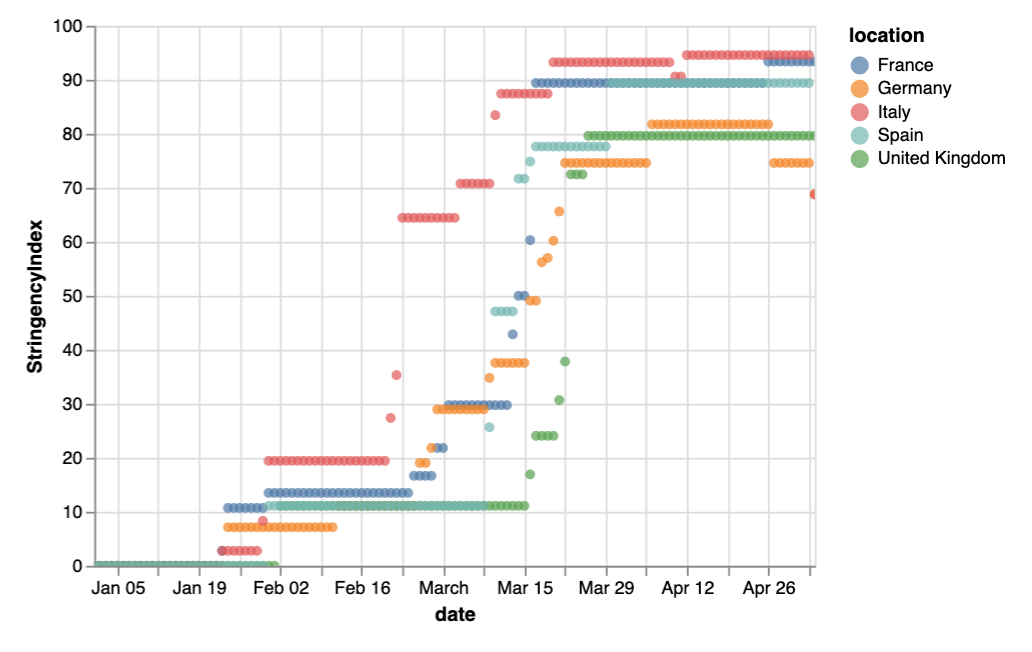 100
90
80
70
60
50
40
30
20
10
0
StringencyIndex
Jan 05 Jan 19 Feb 02 Feb 16 March Mar 15 Mar 29 Apr 12 Apr 26
date
location
France
Germany
Italy
Spain
United Kingdom